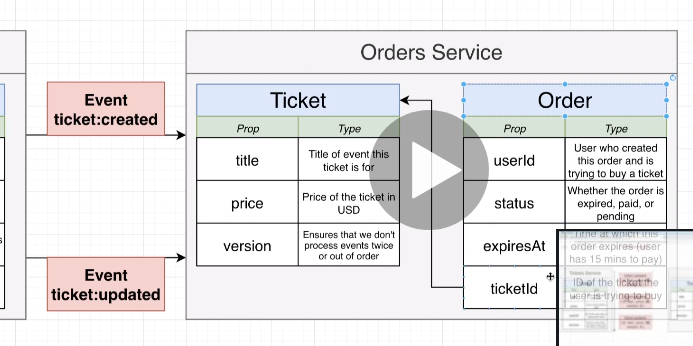 Orders Service
Event
ticket:created
Event
ticket:updated
Ticket
Prop
Type
title
Title of event this
ticket is for
price
Price of the ticket in
USD
version
Ensures that we don't
process events twice
or out of order
Order
Prop
Type
userId
User who created
this order and is
trying to buy a ticket
status
Whether the order is
expired, paid, or
pending
expiresAt
Time at which this
order expires (user
has 15 mins to pay)
ticketId
ID of the ticket the
user is trying to buy